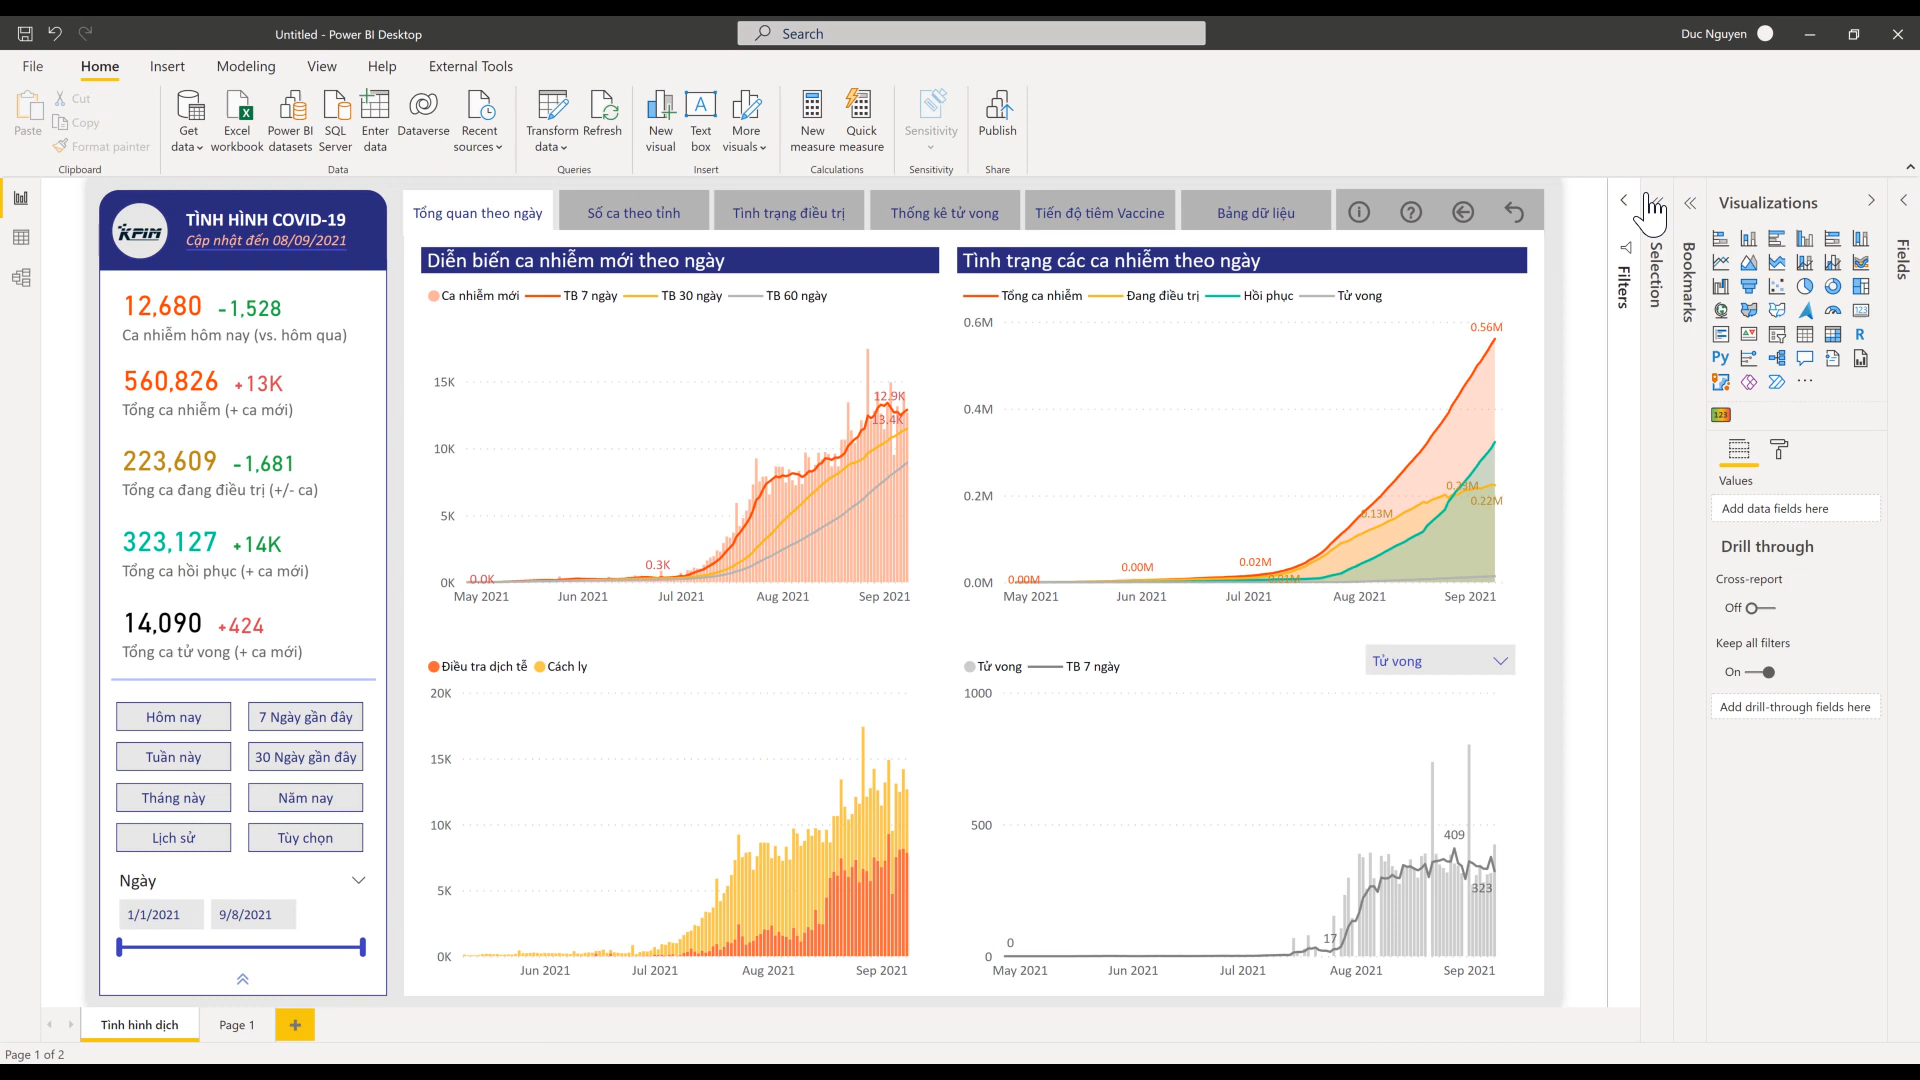 Untitled - Power BI Desktop
Search
Duc Nguyen
File Home Insert Modeling View Help External Tools
Paste
Cut
Copy
Format painter
Clipboard
Get data
Excel workbook
Power BI datasets
SQL Server
Enter data
Dataverse
Recent sources
Data
Transform data
Refresh
Queries
New visual
Text box
More visuals
Insert
New measure
Quick measure
Calculations
Sensitivity
Sensitivity
Publish
Share
KPIM
TÌNH HÌNH COVID-19
Cập nhật đến 08/09/2021
12,680 -1,528
Ca nhiễm hôm nay (vs. hôm qua)
560,826 +13K
Tổng ca nhiễm (+ ca mới)
223,609 -1,681
Tổng ca đang điều trị (+/- ca)
323,127 +14K
Tổng ca hồi phục (+ ca mới)
14,090 +424
Tổng ca tử vong (+ ca mới)
Hôm nay 7 Ngày gần đây
Tuần này 30 Ngày gần đây
Tháng này Năm nay
Lịch sử Tùy chọn
Ngày
1/1/2021 9/8/2021
Tổng quan theo ngày Số ca theo tỉnh Tình trạng điều trị Thống kê tử vong Tiến độ tiêm Vaccine Bảng dữ liệu
Diễn biến ca nhiễm mới theo ngày
Ca nhiễm mới TB 7 ngày TB 30 ngày TB 60 ngày
15K
10K
5K
0K
12.9K
13.4K
0.3K
0.0K
May 2021 Jun 2021 Jul 2021 Aug 2021 Sep 2021
Tình trạng các ca nhiễm theo ngày
Tổng ca nhiễm Đang điều trị Hồi phục Tử vong
0.6M
0.4M
0.2M
0.0M
0.56M
0.23M
0.22M
0.13M
0.02M
0.01M
0.00M
0.00M
May 2021 Jun 2021 Jul 2021 Aug 2021 Sep 2021
Điều tra dịch tễ Cách ly
20K
15K
10K
5K
0K
Jun 2021 Jul 2021 Aug 2021 Sep 2021
Tử vong TB 7 ngày
Tử vong
1000
500
0
0
17
409
323
May 2021 Jun 2021 Jul 2021 Aug 2021 Sep 2021
Filters
Selection
Bookmarks
Visualizations
R
Py
123
123
Values
Add data fields here
Drill through
Cross-report
Off
Keep all filters
On
Add drill-through fields here
Fields
Tình hình dịch Page 1
Page 1 of 2